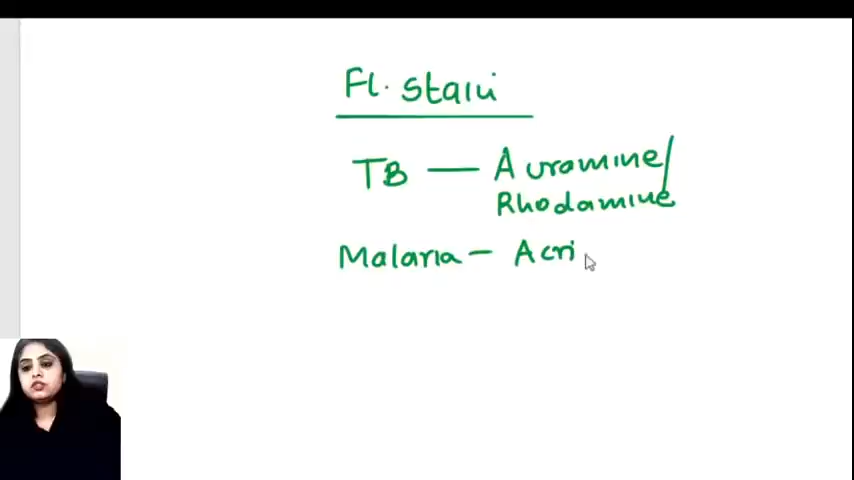 Fl. Stain
TB — Auramine/
Rhodamine
Malaria — Acri